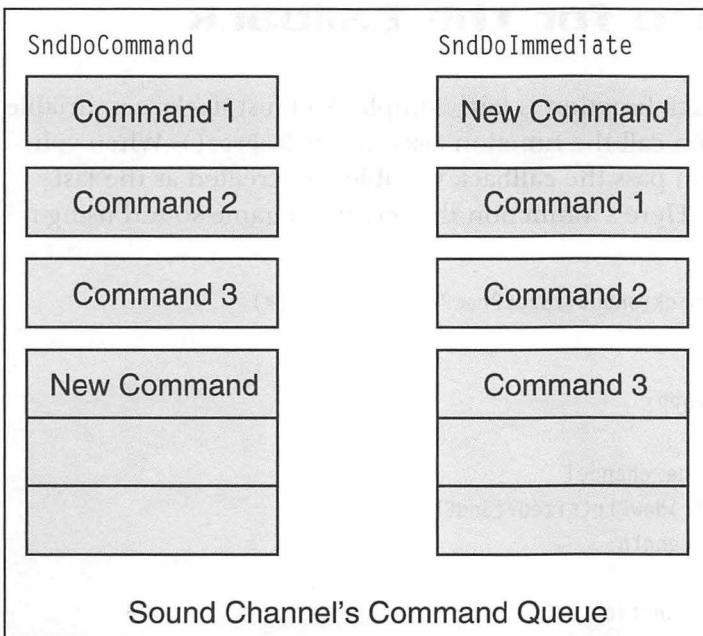 SndDoCommand
Command 1
Command 2
Command 3
New Command
SndDoImmediate
New Command
Command 1
Command 2
Command 3
Sound Channel's Command Queue